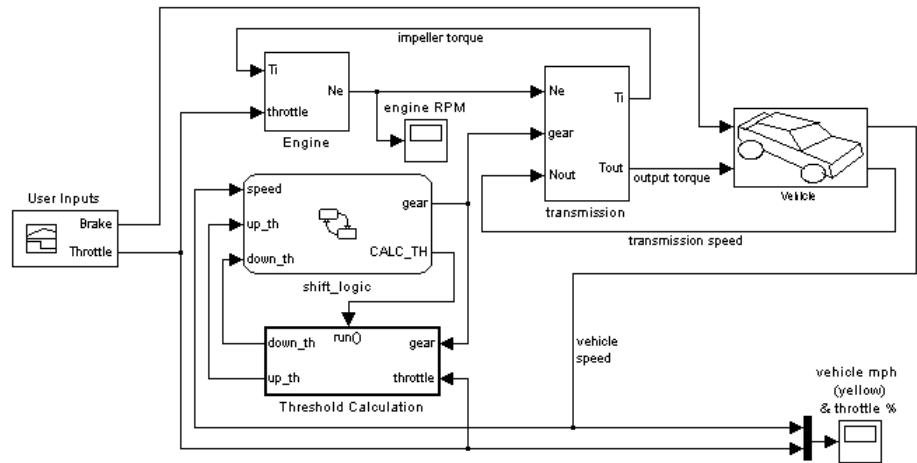 impeller torque
Ti
throttle
Ne
Engine
engine RPM
Ne
gear
Nout
Ti
Tout
transmission
output torque
Vehicle
transmission speed
User Inputs
Brake
Throttle
speed
up_th
down_th
gear
CALC_TH
shift_logic
run()
down_th
up_th
gear
throttle
Threshold Calculation
vehicle
speed
vehicle mph
(yellow)
& throttle %